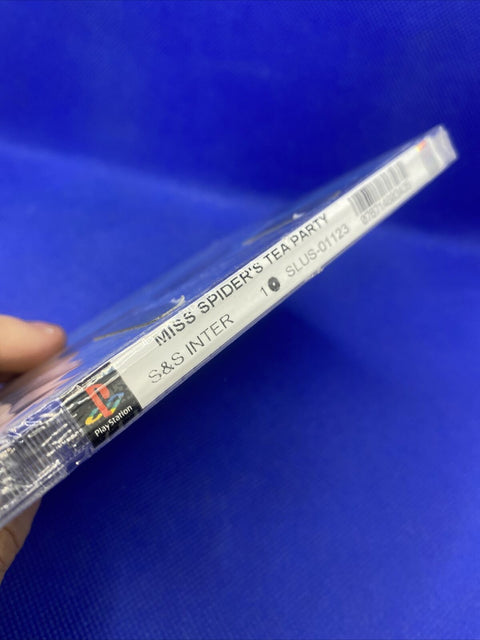 MISS SPIDER'S TEA PARTY
S&S INTER 1 SLUS-01123
PlayStation